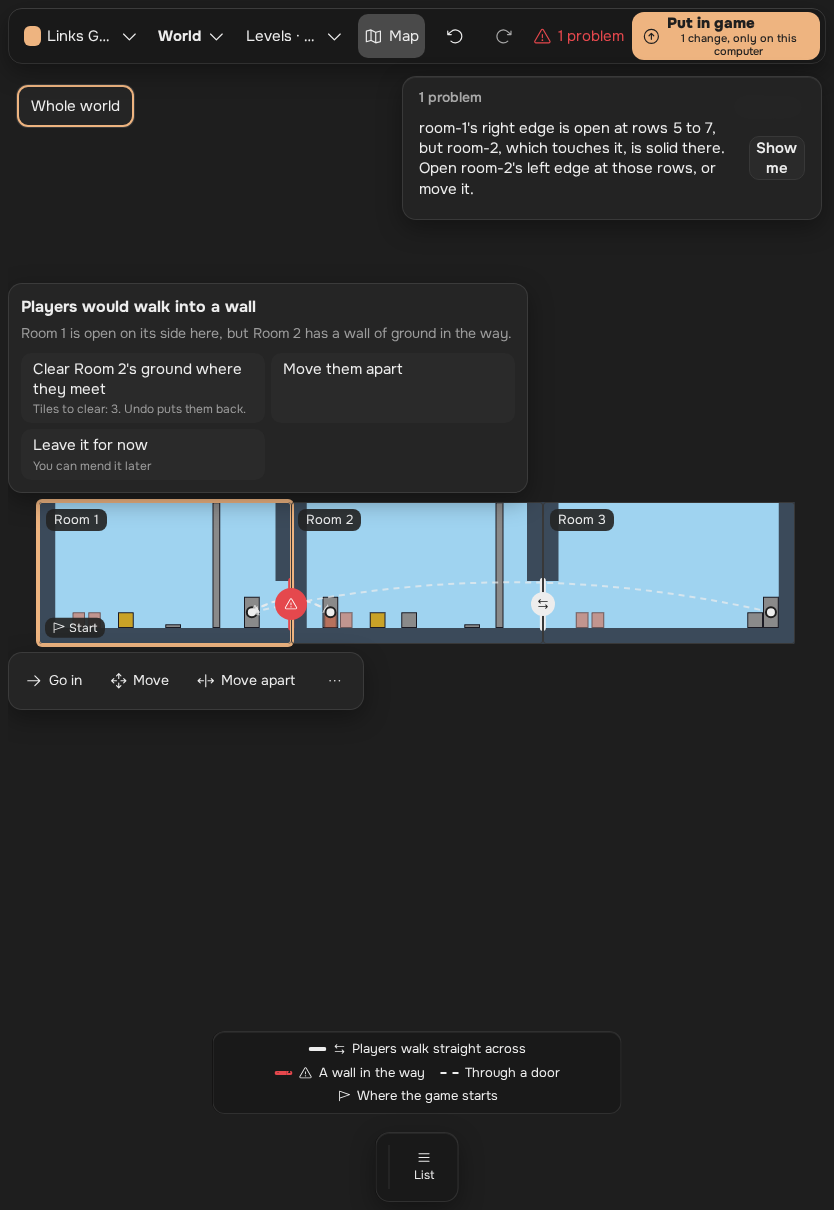 Links G...
World
Levels · ...
Map
1 problem
Put in game
1 change, only on this
computer
Whole world
1 problem
room-1's right edge is open at rows 5 to 7,
but room-2, which touches it, is solid there.
Open room-2's left edge at those rows, or
move it.
Show
me
Players would walk into a wall
Room 1 is open on its side here, but Room 2 has a wall of ground in the way.
Clear Room 2's ground where
they meet
Tiles to clear: 3. Undo puts them back.
Move them apart
Leave it for now
You can mend it later
Room 1
Room 2
Room 3
Start
Go in
Move
Move apart
...
Players walk straight across
A wall in the way
Through a door
Where the game starts
List